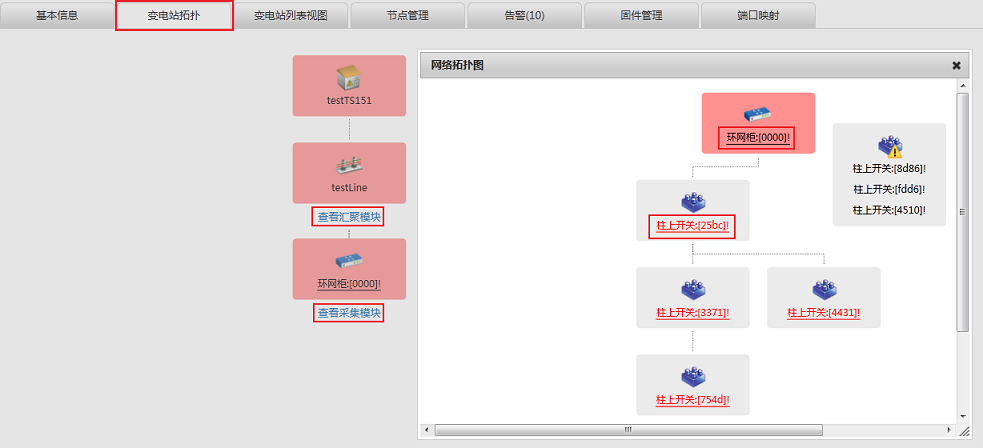 基本信息
变电站拓扑
变电站列表视图
节点管理
告警(10)
固件管理
端口映射
testTS151
testLine
查看汇聚模块
环网柜:[0000]!
查看采集模块
网络拓扑图
环网柜:[0000]!
柱上开关:[8d86]!
柱上开关:[fdd6]!
柱上开关:[4510]!
柱上开关:[25bc]!
柱上开关:[3371]!
柱上开关:[4431]!
柱上开关:[754d]!